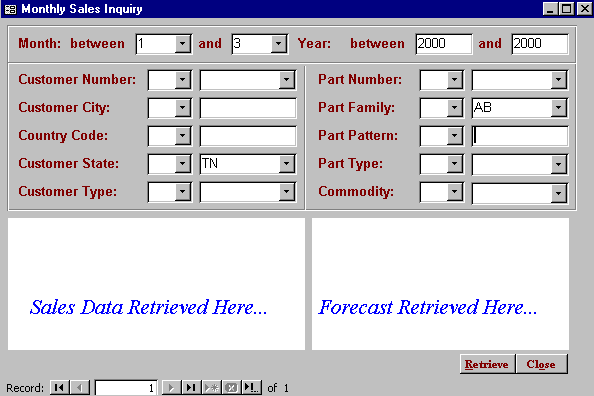 Monthly Sales Inquiry
Month: between 1 and 3 Year: between 2000 and 2000
Customer Number: Part Number:
Customer City: Part Family: AB
Country Code: Part Pattern:
Customer State: TN Part Type:
Customer Type: Commodity:
Sales Data Retrieved Here... Forecast Retrieved Here...
Retrieve Close
Record: 1 of 1